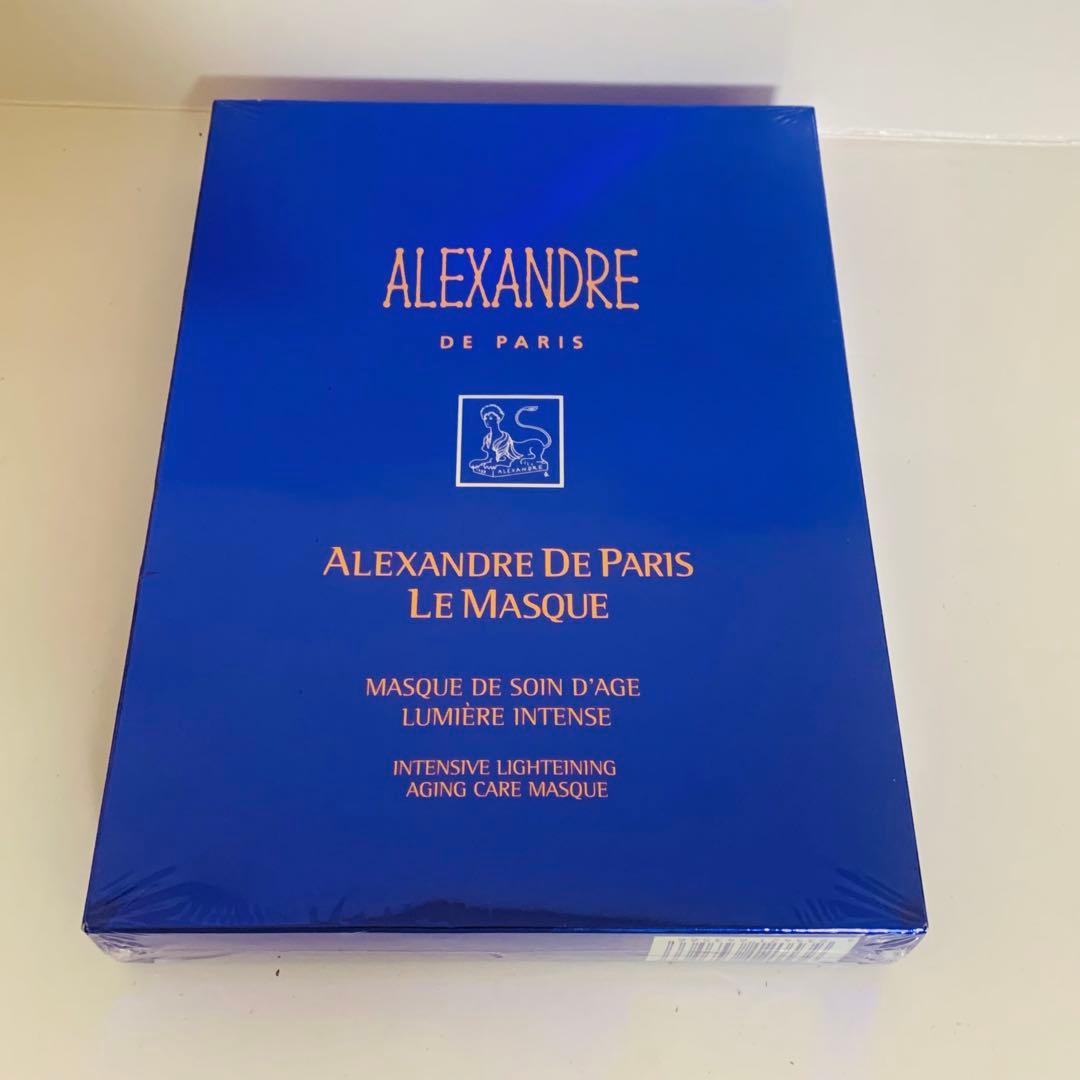 ALEXANDRE
DE PARIS
ALEXANDRE
ALEXANDRE DE PARIS
LE MASQUE
MASQUE DE SOIN D'AGE
LUMIÈRE INTENSE
INTENSIVE LIGHTEINING
AGING CARE MASQUE